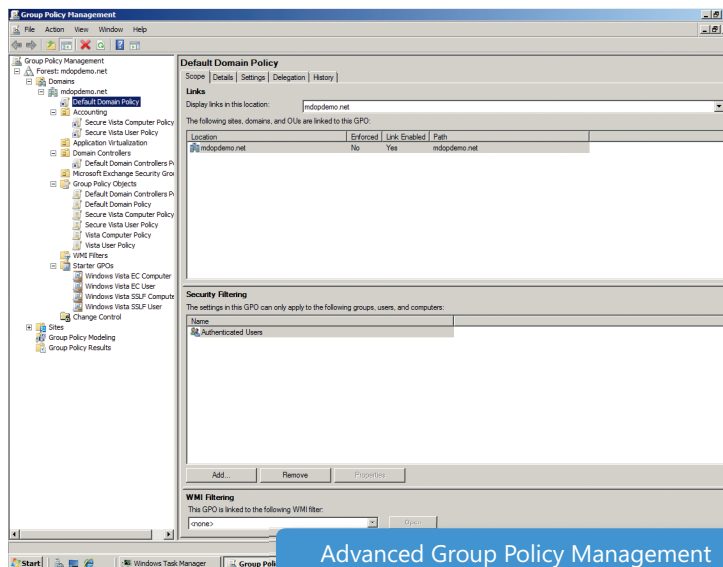 Group Policy Management
File Action View Window Help
Group Policy Management
Forest: mdopdemo.net
Domains
mdopdemo.net
Default Domain Policy
Accounting
Secure Vista Computer Policy
Secure Vista User Policy
Application Virtualization
Domain Controllers
Default Domain Controllers P
Microsoft Exchange Security Grou
Group Policy Objects
Default Domain Controllers P
Default Domain Policy
Secure Vista Computer Policy
Secure Vista User Policy
Vista Computer Policy
Vista User Policy
WMI Filters
Starter GPOs
Windows Vista EC Computer
Windows Vista EC User
Windows Vista SSLF Compute
Windows Vista SSLF User
Change Control
Sites
Group Policy Modeling
Group Policy Results
Default Domain Policy
Scope Details Settings Delegation History
Links
Display links in this location: mdopdemo.net
The following sites, domains, and OUs are linked to this GPO:
Location Enforced Link Enabled Path
mdopdemo.net No Yes mdopdemo.net
Security Filtering
The settings in this GPO can only apply to the following groups, users, and computers:
Name
Authenticated Users
Add... Remove Properties
WMI Filtering
This GPO is linked to the following WMI filter:
<none> Open
Start Windows Task Manager Group Poli
Advanced Group Policy Management